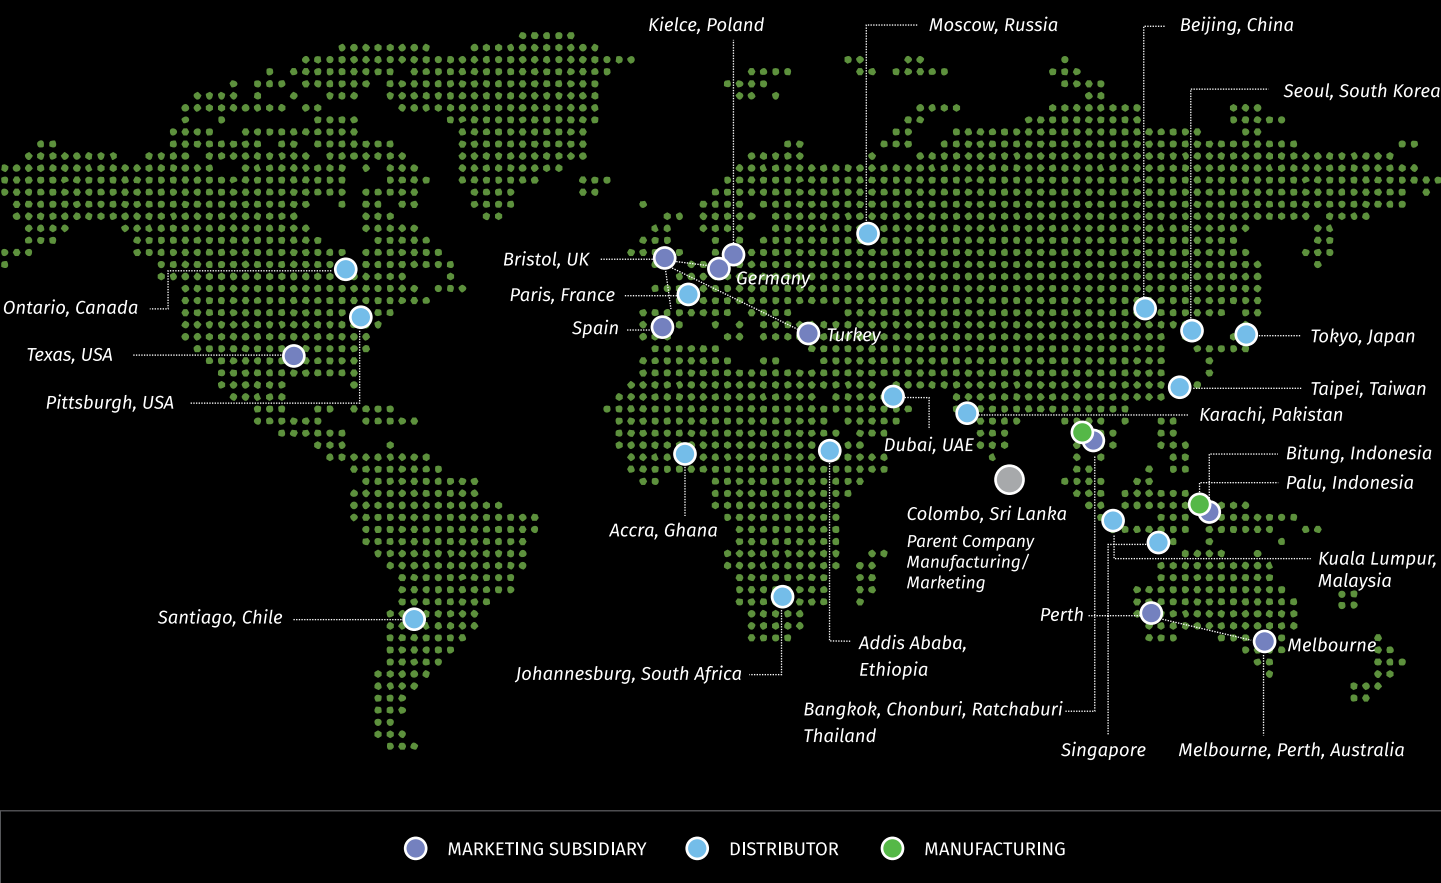 Kielce, Poland
Moscow, Russia
Beijing, China
Seoul, South Korea
Bristol, UK
Germany
Paris, France
Ontario, Canada
Spain
Turkey
Tokyo, Japan
Texas, USA
Taipei, Taiwan
Pittsburgh, USA
Karachi, Pakistan
Dubai, UAE
Bitung, Indonesia
Palu, Indonesia
Colombo, Sri Lanka
Parent Company
Manufacturing/
Marketing
Accra, Ghana
Kuala Lumpur,
Malaysia
Santiago, Chile
Perth
Addis Ababa,
Ethiopia
Melbourne
Johannesburg, South Africa
Bangkok, Chonburi, Ratchaburi
Thailand
Singapore
Melbourne, Perth, Australia
MARKETING SUBSIDIARY
DISTRIBUTOR
MANUFACTURING